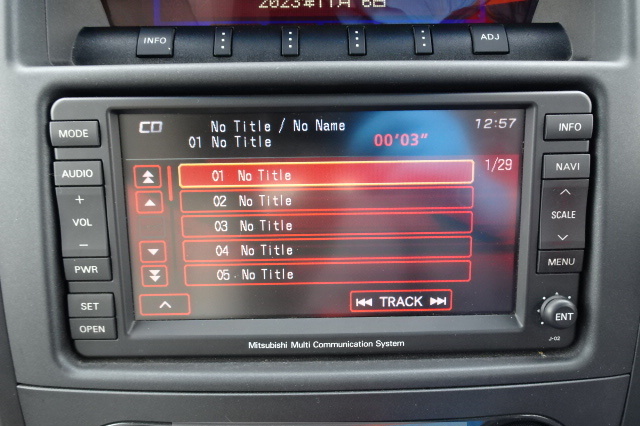 2023年11月 6日
INFO
ADJ
MODE
AUDIO
+
VOL
−
PWR
SET
OPEN
CD
No Title / No Name
12:57
01 No Title
00'03"
1/29
01 No Title
02 No Title
03 No Title
04 No Title
05 No Title
TRACK
INFO
NAVI
SCALE
MENU
ENT
J-02
Mitsubishi Multi Communication System